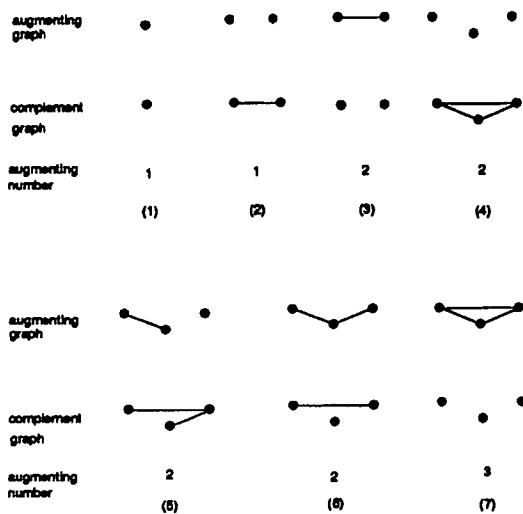 augmenting
graph
complement
graph
augmenting
number
1 1 2 2
(1) (2) (3) (4)
augmenting
graph
complement
graph
augmenting
number
2 2 3
(5) (6) (7)